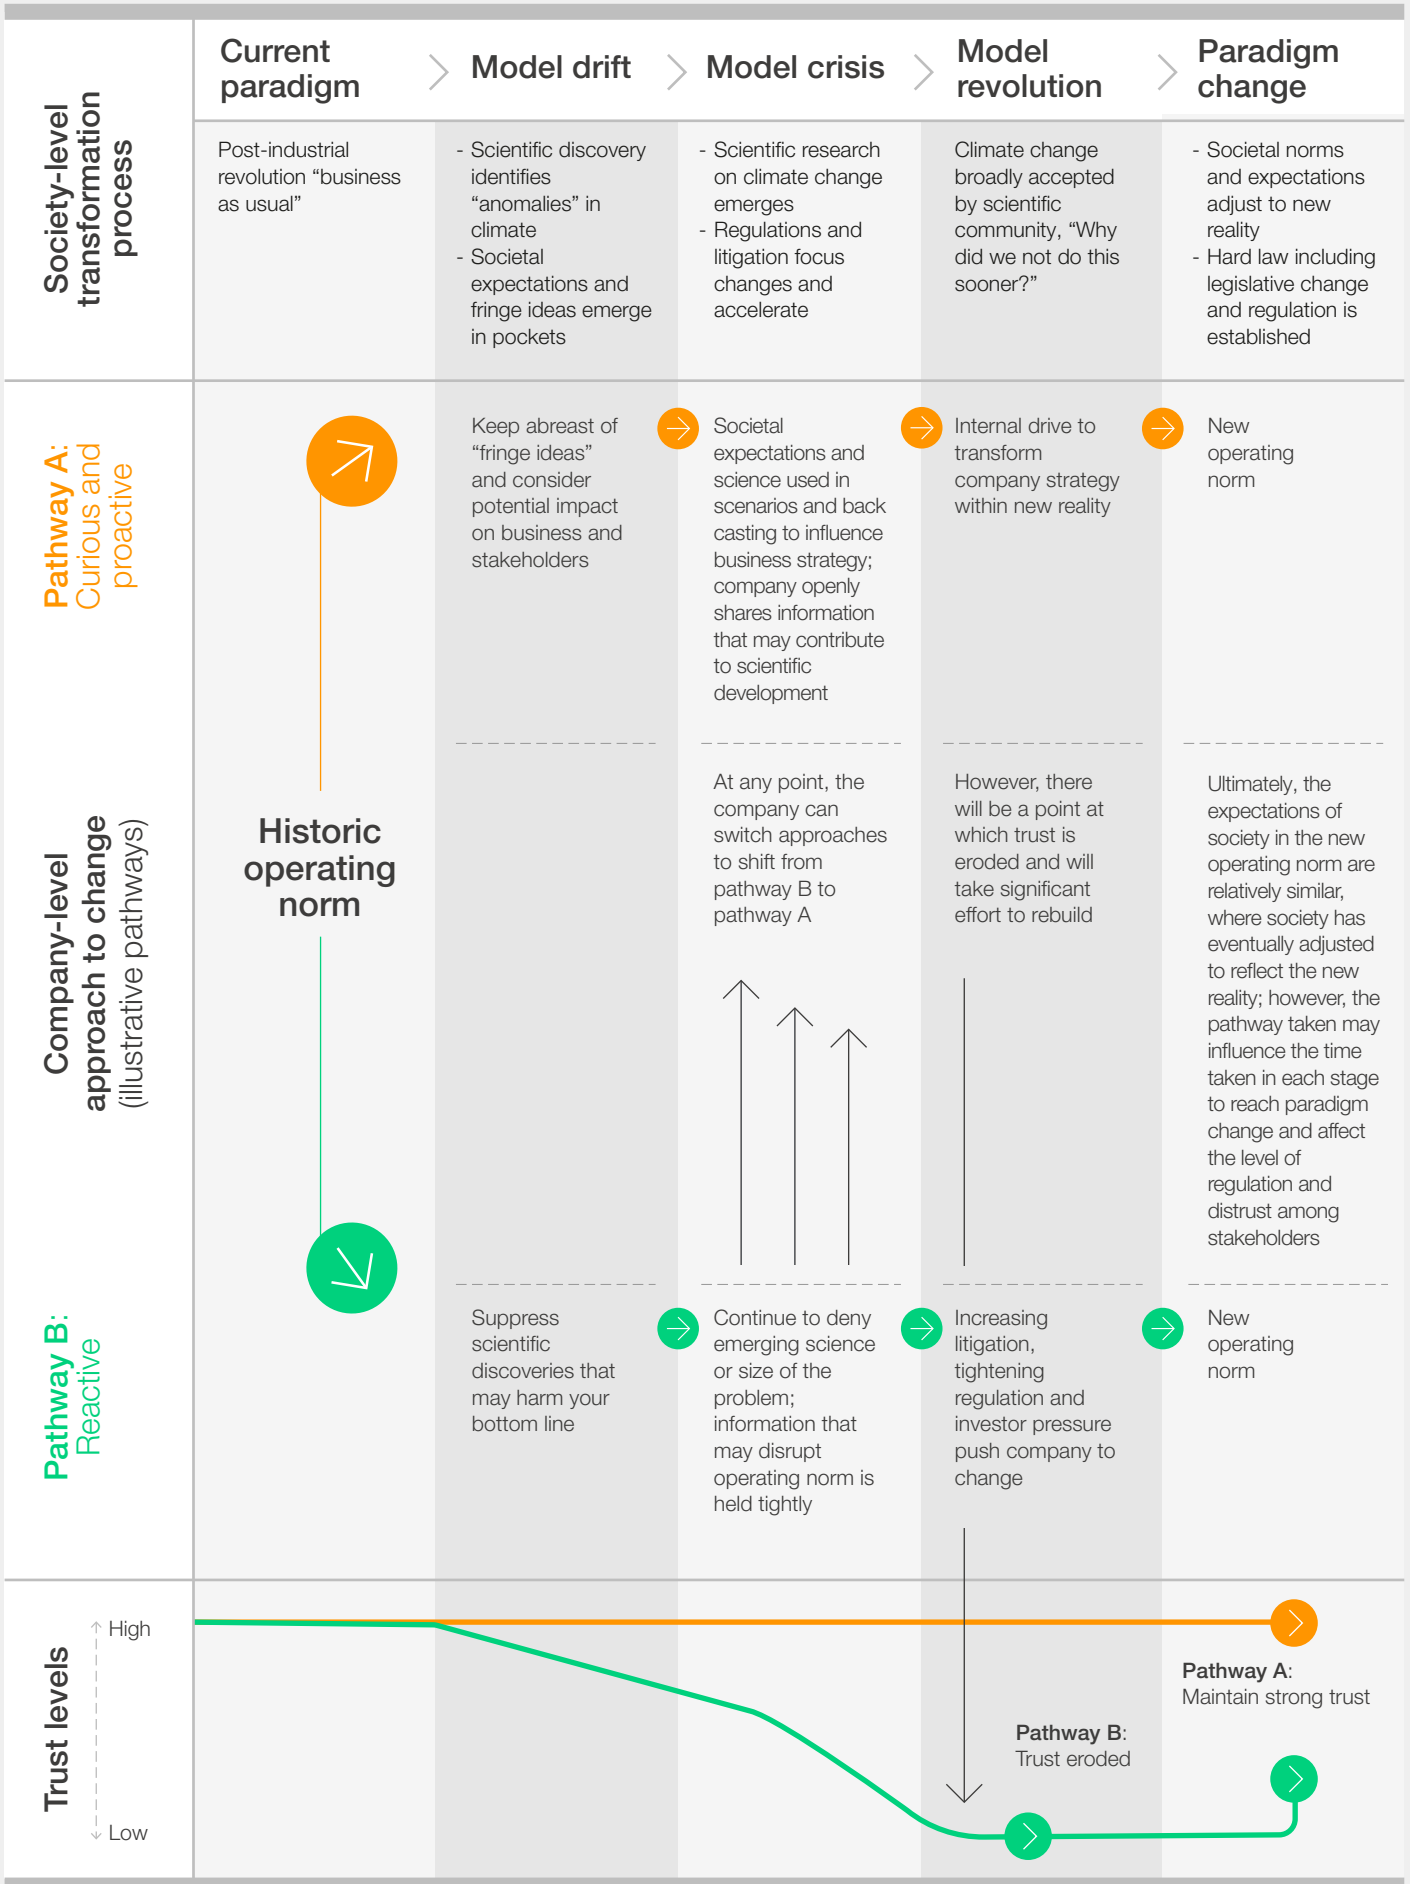 Society-level
transformation
process
Current
paradigm
Model drift
Model crisis
Model
revolution
Paradigm
change
Post-industrial
revolution “business
as usual”
- Scientific discovery
identifies
“anomalies” in
climate
- Societal
expectations and
fringe ideas emerge
in pockets
- Scientific research
on climate change
emerges
- Regulations and
litigation focus
changes and
accelerate
Climate change
broadly accepted
by scientific
community, “Why
did we not do this
sooner?”
- Societal norms
and expectations
adjust to new
reality
- Hard law including
legislative change
and regulation is
established
Pathway A:
Curious and
proactive
Keep abreast of
“fringe ideas”
and consider
potential impact
on business and
stakeholders
Societal
expectations and
science used in
scenarios and back
casting to influence
business strategy;
company openly
shares information
that may contribute
to scientific
development
Internal drive to
transform
company strategy
within new reality
New
operating
norm
Company-level
approach to change
(illustrative pathways)
Historic
operating
norm
At any point, the
company can
switch approaches
to shift from
pathway B to
pathway A
However, there
will be a point at
which trust is
eroded and will
take significant
effort to rebuild
Ultimately, the
expectations of
society in the new
operating norm are
relatively similar,
where society has
eventually adjusted
to reflect the new
reality; however, the
pathway taken may
influence the time
taken in each stage
to reach paradigm
change and affect
the level of
regulation and
distrust among
stakeholders
Pathway B:
Reactive
Suppress
scientific
discoveries that
may harm your
bottom line
Continue to deny
emerging science
or size of the
problem;
information that
may disrupt
operating norm is
held tightly
Increasing
litigation,
tightening
regulation and
investor pressure
push company to
change
New
operating
norm
Trust levels
High
Low
Pathway A:
Maintain strong trust
Pathway B:
Trust eroded